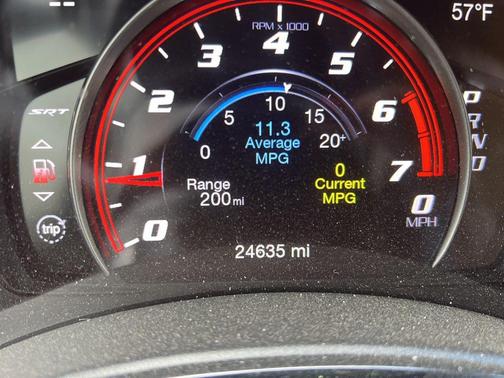 57°F
RPM x 1000
0 1 2 3 4 5 6 7
SRT
0 5 10 15 20+
11.3
Average
MPG
Range
200 mi
0
Current
MPG
trip
0
MPH
24635 mi
R